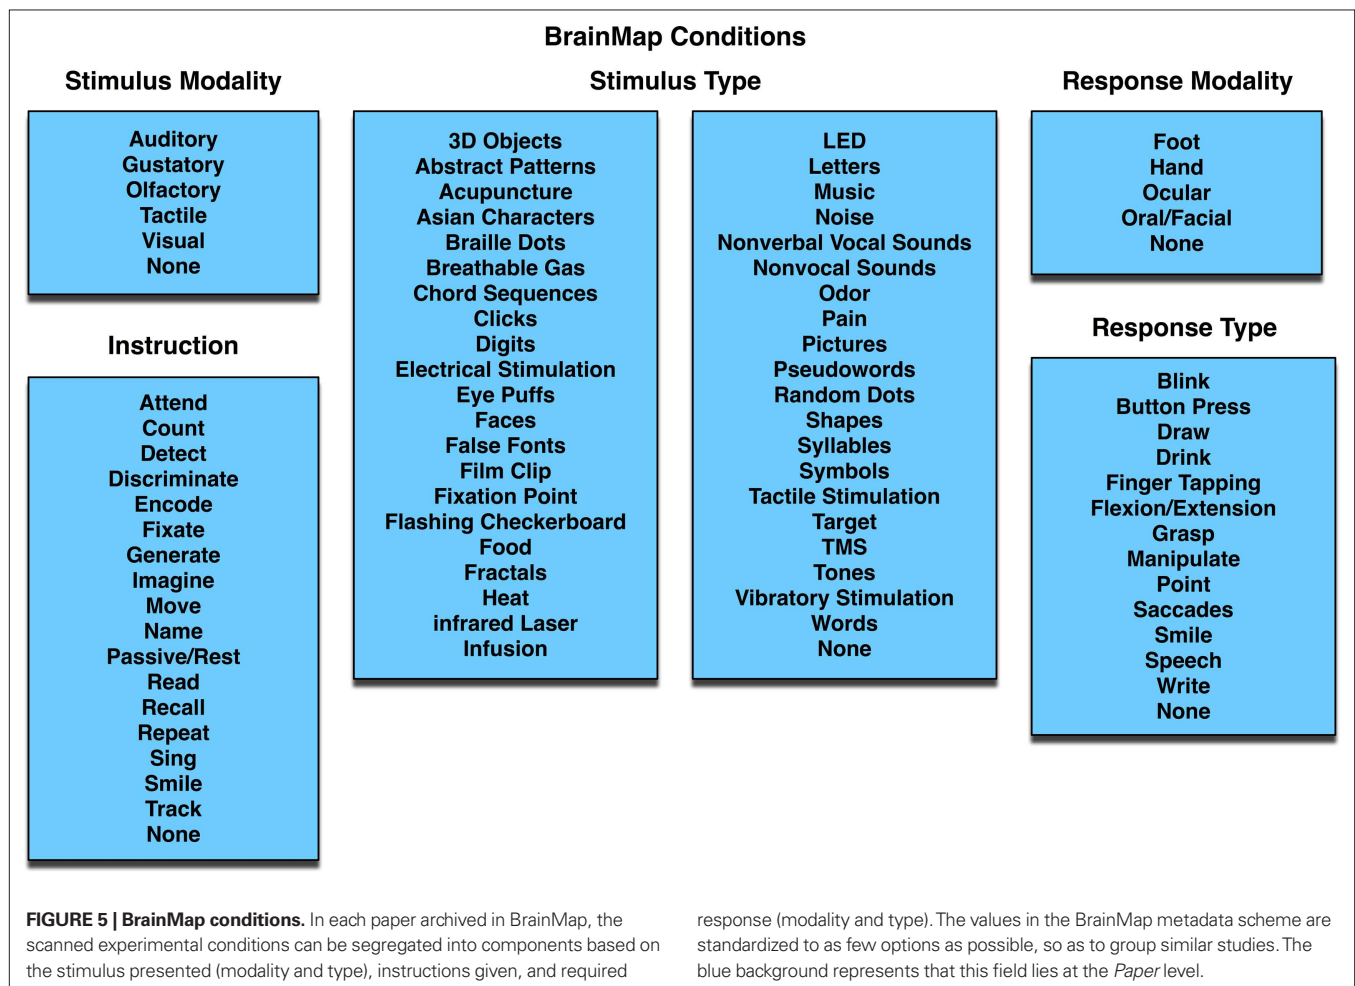 BrainMap Conditions
Stimulus Modality
Auditory
Gustatory
Olfactory
Tactile
Visual
None
Instruction
Attend
Count
Detect
Discriminate
Encode
Fixate
Generate
Imagine
Move
Name
Passive/Rest
Read
Recall
Repeat
Sing
Smile
Track
None
Stimulus Type
3D Objects
Abstract Patterns
Acupuncture
Asian Characters
Braille Dots
Breathable Gas
Chord Sequences
Clicks
Digits
Electrical Stimulation
Eye Puffs
Faces
False Fonts
Film Clip
Fixation Point
Flashing Checkerboard
Food
Fractals
Heat
infrared Laser
Infusion
LED
Letters
Music
Noise
Nonverbal Vocal Sounds
Nonvocal Sounds
Odor
Pain
Pictures
Pseudowords
Random Dots
Shapes
Syllables
Symbols
Tactile Stimulation
Target
TMS
Tones
Vibratory Stimulation
Words
None
Response Modality
Foot
Hand
Ocular
Oral/Facial
None
Response Type
Blink
Button Press
Draw
Drink
Finger Tapping
Flexion/Extension
Grasp
Manipulate
Point
Saccades
Smile
Speech
Write
None
FIGURE 5 | BrainMap conditions. In each paper archived in BrainMap, the
scanned experimental conditions can be segregated into components based on
the stimulus presented (modality and type), instructions given, and required
response (modality and type). The values in the BrainMap metadata scheme are
standardized to as few options as possible, so as to group similar studies. The
blue background represents that this field lies at the Paper level.